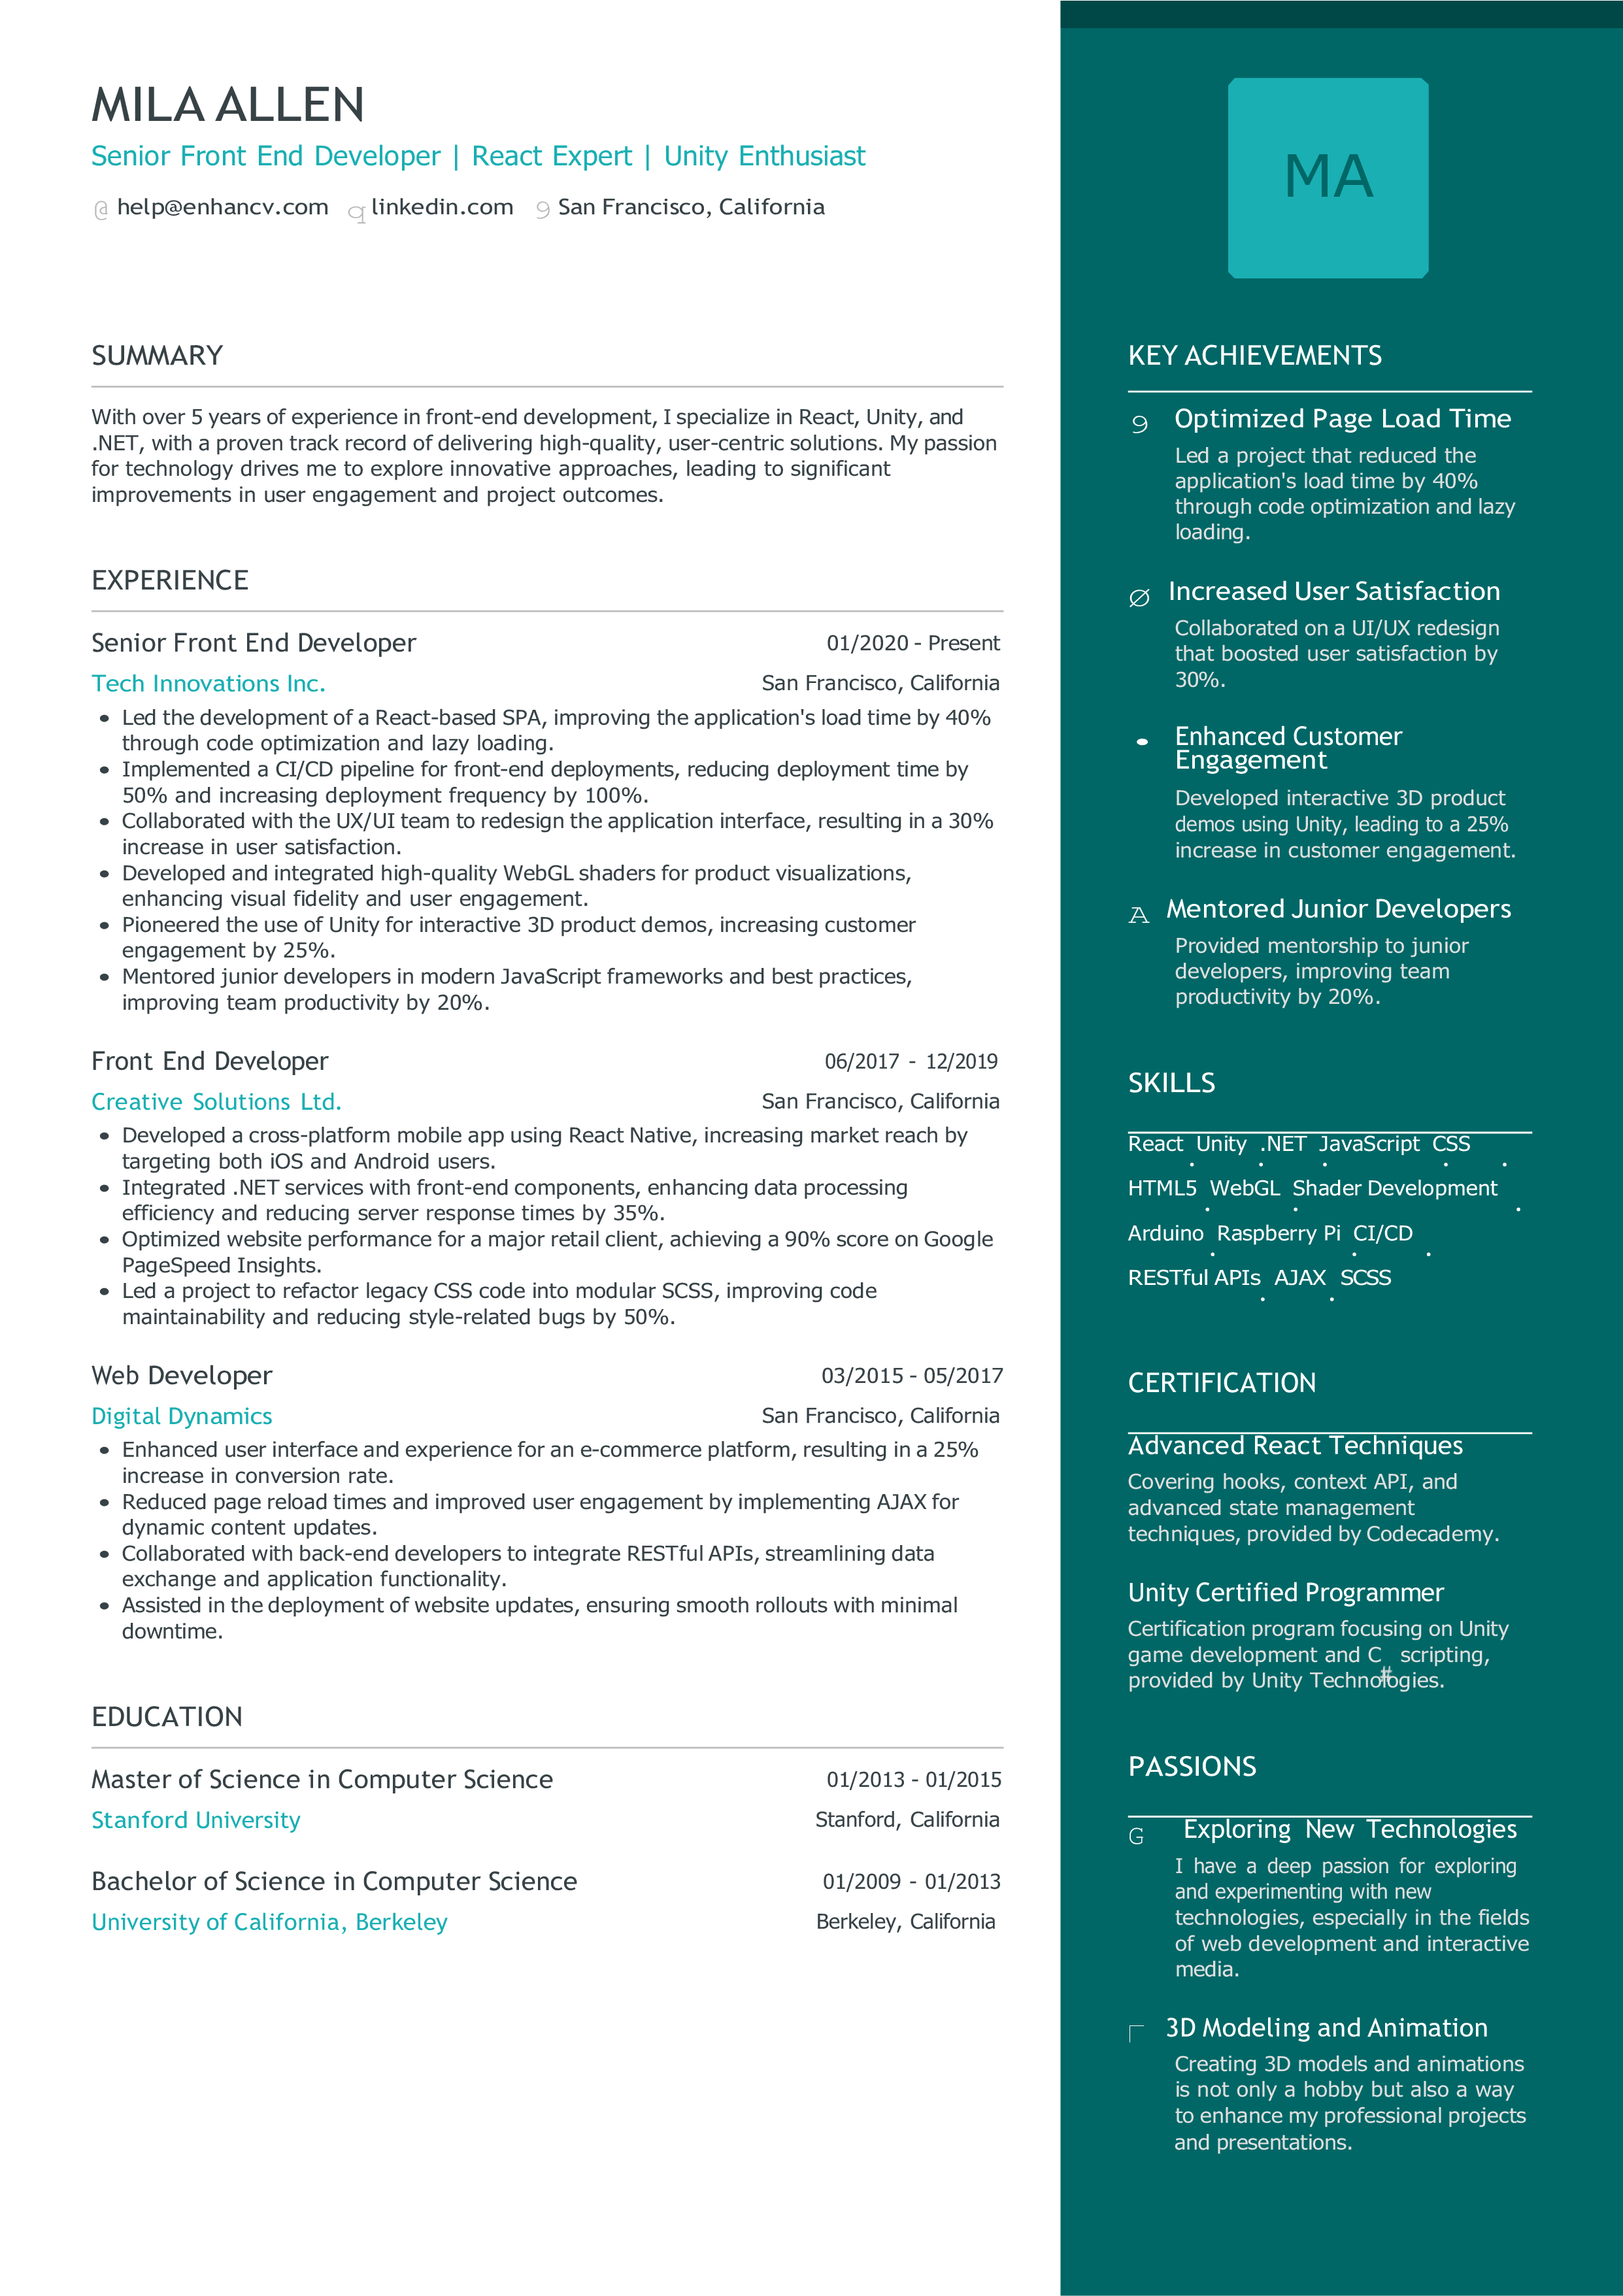 MILA ALLEN
Senior Front End Developer | React Expert | Unity Enthusiast
@ help@enhancv.com q linkedin.com 9 San Francisco, California
SUMMARY
With over 5 years of experience in front-end development, I specialize in React, Unity, and
.NET, with a proven track record of delivering high-quality, user-centric solutions. My passion
for technology drives me to explore innovative approaches, leading to significant
improvements in user engagement and project outcomes.
EXPERIENCE
Senior Front End Developer 01/2020 - Present
Tech Innovations Inc. San Francisco, California
• Led the development of a React-based SPA, improving the application's load time by 40%
through code optimization and lazy loading.
• Implemented a CI/CD pipeline for front-end deployments, reducing deployment time by
50% and increasing deployment frequency by 100%.
• Collaborated with the UX/UI team to redesign the application interface, resulting in a 30%
increase in user satisfaction.
• Developed and integrated high-quality WebGL shaders for product visualizations,
enhancing visual fidelity and user engagement.
• Pioneered the use of Unity for interactive 3D product demos, increasing customer
engagement by 25%.
• Mentored junior developers in modern JavaScript frameworks and best practices,
improving team productivity by 20%.
Front End Developer 06/2017 - 12/2019
Creative Solutions Ltd. San Francisco, California
• Developed a cross-platform mobile app using React Native, increasing market reach by
targeting both iOS and Android users.
• Integrated .NET services with front-end components, enhancing data processing
efficiency and reducing server response times by 35%.
• Optimized website performance for a major retail client, achieving a 90% score on Google
PageSpeed Insights.
• Led a project to refactor legacy CSS code into modular SCSS, improving code
maintainability and reducing style-related bugs by 50%.
Web Developer 03/2015 - 05/2017
Digital Dynamics San Francisco, California
• Enhanced user interface and experience for an e-commerce platform, resulting in a 25%
increase in conversion rate.
• Reduced page reload times and improved user engagement by implementing AJAX for
dynamic content updates.
• Collaborated with back-end developers to integrate RESTful APIs, streamlining data
exchange and application functionality.
• Assisted in the deployment of website updates, ensuring smooth rollouts with minimal
downtime.
EDUCATION
Master of Science in Computer Science 01/2013 - 01/2015
Stanford University Stanford, California
Bachelor of Science in Computer Science 01/2009 - 01/2013
University of California, Berkeley Berkeley, California
MA
KEY ACHIEVEMENTS
9 Optimized Page Load Time
Led a project that reduced the
application's load time by 40%
through code optimization and lazy
loading.
Ø Increased User Satisfaction
Collaborated on a UI/UX redesign
that boosted user satisfaction by
30%.
• Enhanced Customer
Engagement
Developed interactive 3D product
demos using Unity, leading to a 25%
increase in customer engagement.
A Mentored Junior Developers
Provided mentorship to junior
developers, improving team
productivity by 20%.
SKILLS
React · Unity · .NET · JavaScript · CSS ·
HTML5 · WebGL · Shader Development ·
Arduino · Raspberry Pi · CI/CD ·
RESTful APIs · AJAX · SCSS
CERTIFICATION
Advanced React Techniques
Covering hooks, context API, and
advanced state management
techniques, provided by Codecademy.
Unity Certified Programmer
Certification program focusing on Unity
game development and C# scripting,
provided by Unity Technologies.
PASSIONS
G Exploring New Technologies
I have a deep passion for exploring
and experimenting with new
technologies, especially in the fields
of web development and interactive
media.
3D Modeling and Animation
Creating 3D models and animations
is not only a hobby but also a way
to enhance my professional projects
and presentations.